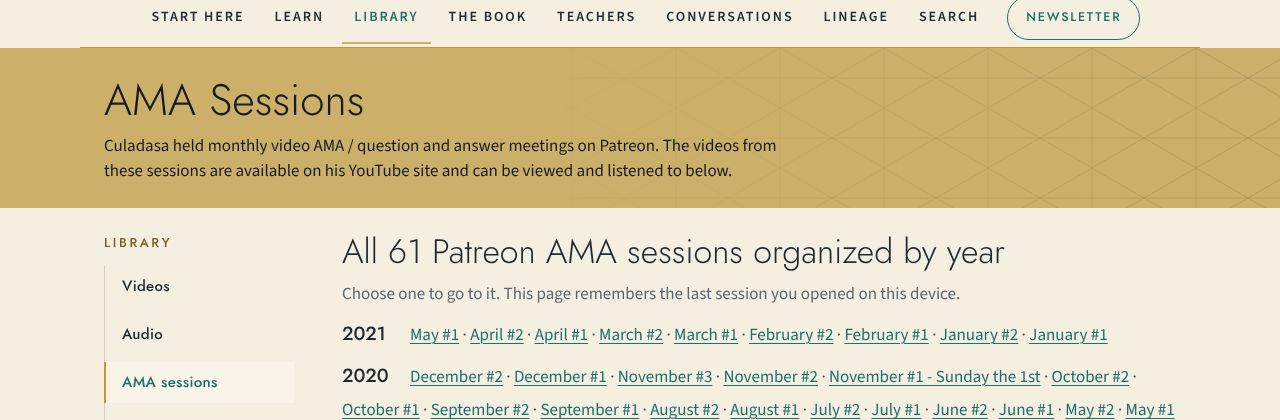 START HERE LEARN LIBRARY THE BOOK TEACHERS CONVERSATIONS LINEAGE SEARCH NEWSLETTER
AMA Sessions
Culadasa held monthly video AMA / question and answer meetings on Patreon. The videos from
these sessions are available on his YouTube site and can be viewed and listened to below.
LIBRARY
Videos
Audio
AMA sessions
All 61 Patreon AMA sessions organized by year
Choose one to go to it. This page remembers the last session you opened on this device.
2021 May #1 · April #2 · April #1 · March #2 · March #1 · February #2 · February #1 · January #2 · January #1
2020 December #2 · December #1 · November #3 · November #2 · November #1 - Sunday the 1st · October #2 ·
October #1 · September #2 · September #1 · August #2 · August #1 · July #2 · July #1 · June #2 · June #1 · May #2 · May #1